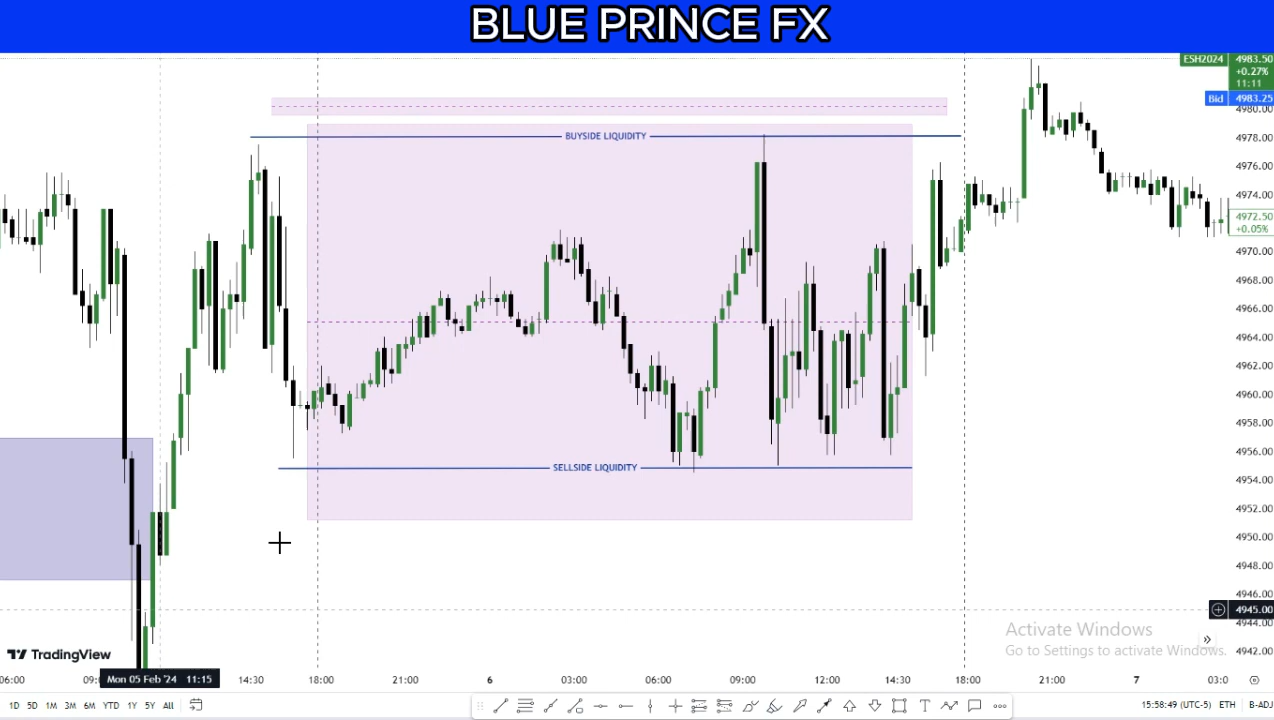 BLUE PRINCE FX
ESH2024 4983.50
+0.27%
11:11
Bid 4983.25
4980.00
BUYSIDE LIQUIDITY
4978.00
4976.00
4974.00
4972.50
+0.05%
4970.00
4968.00
4966.00
4964.00
4962.00
4960.00
4958.00
4956.00
SELLSIDE LIQUIDITY
4954.00
4952.00
4950.00
4948.00
4946.00
4945.00
4944.00
Activate Windows
Go to Settings to activate Windows.
TradingView
4942.00
06:00 09:0 Mon 05 Feb '24 11:15 14:30 18:00 21:00 6 03:00 06:00 09:00 12:00 14:30 18:00 21:00 7 03:0
1D 5D 1M 3M 6M YTD 1Y 5Y All 15:58:49 (UTC-5) ETH B-ADJ